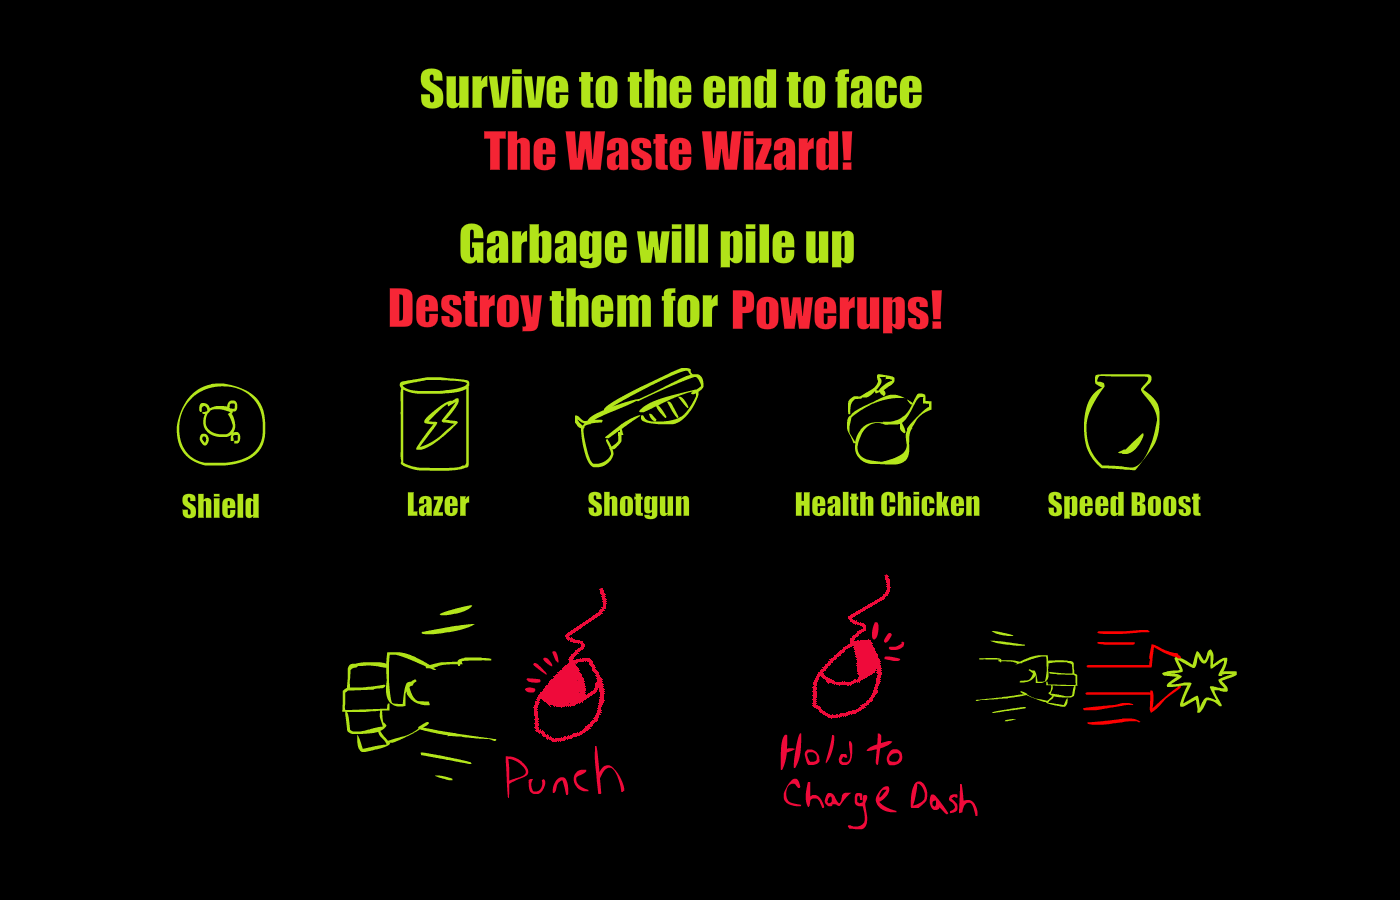 Survive to the end to face
The Waste Wizard!
Garbage will pile up
Destroy them for Powerups!
Shield
Lazer
Shotgun
Health Chicken
Speed Boost
Punch
Hold to
Charge Dash